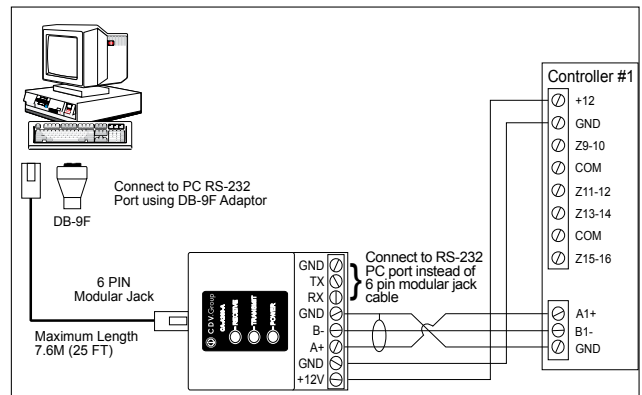 Controller #1
+12
GND
Z9-10
COM
Z11-12
Z13-14
COM
Z15-16
A1+
B1-
GND
Connect to PC RS-232
Port using DB-9F Adaptor
DB-9F
6 PIN
Modular Jack
Maximum Length
7.6M (25 FT)
CDV Group
RECEIVE
TRANSMIT
POWER
GND
TX
RX
GND
B-
A+
GND
+12V
Connect to RS-232
PC port instead of
6 pin modular jack
cable